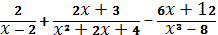 2/(x − 2) + (2x + 3)/(x² + 2x + 4) − (6x + 12)/(x³ − 8)